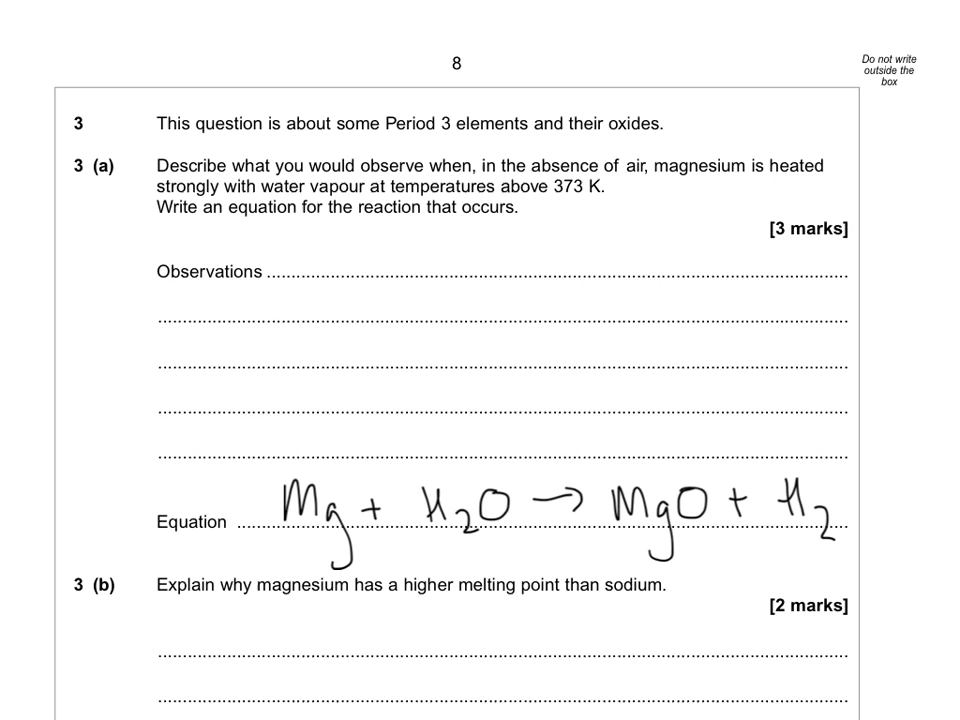 8
Do not write
outside the
box
3 This question is about some Period 3 elements and their oxides.
3 (a) Describe what you would observe when, in the absence of air, magnesium is heated
strongly with water vapour at temperatures above 373 K.
Write an equation for the reaction that occurs.
[3 marks]
Observations
Equation Mg + H₂O → MgO + H₂
3 (b) Explain why magnesium has a higher melting point than sodium.
[2 marks]